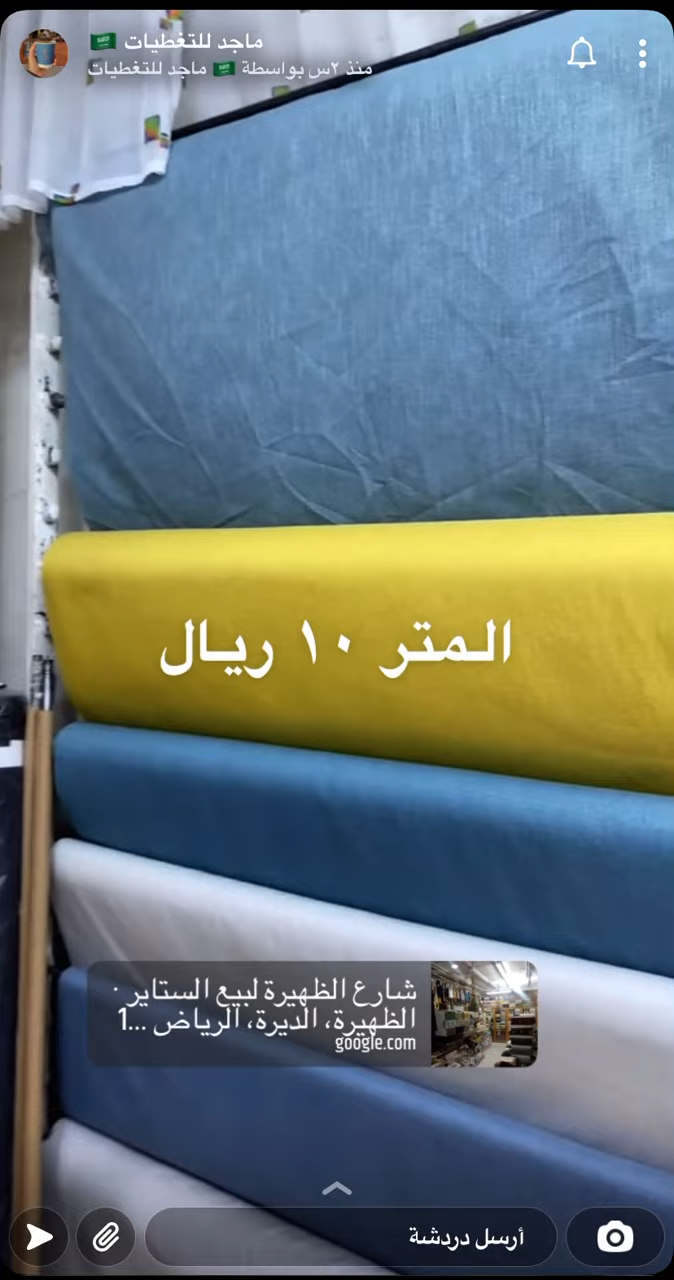 ماجد للتغطيات 🇸🇦
منذ ٢س بواسطة 🇸🇦 ماجد للتغطيات
المتر ١٠ ريال
شارع الظهيرة لبيع الستاير ·
الظهيرة، الديرة، الرياض 1...
google.com
أرسل دردشة